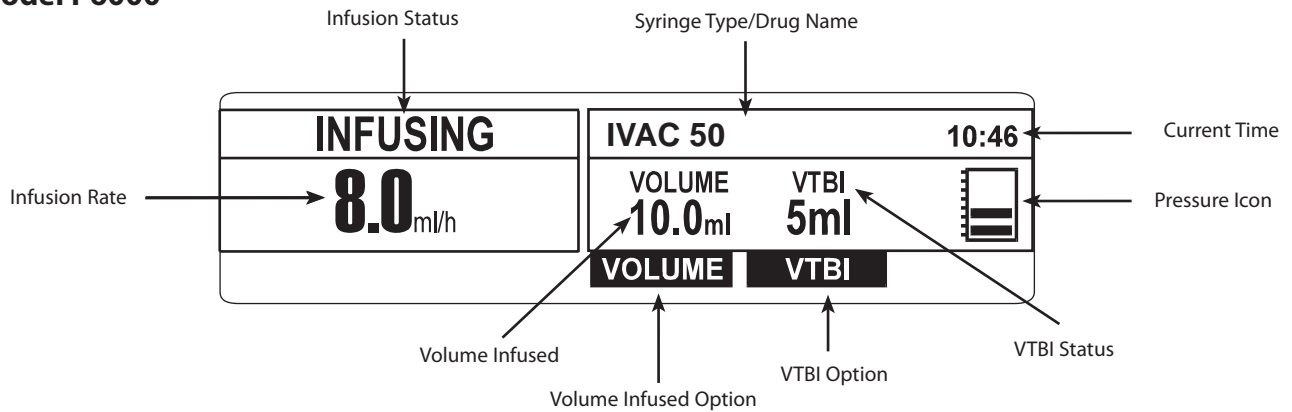 Infusion Status
Syringe Type/Drug Name
INFUSING
IVAC 50
10:46
Current Time
Infusion Rate
8.0ml/h
VOLUME
VTBI
10.0ml
5ml
Pressure Icon
VOLUME
VTBI
Volume Infused
VTBI Status
VTBI Option
Volume Infused Option